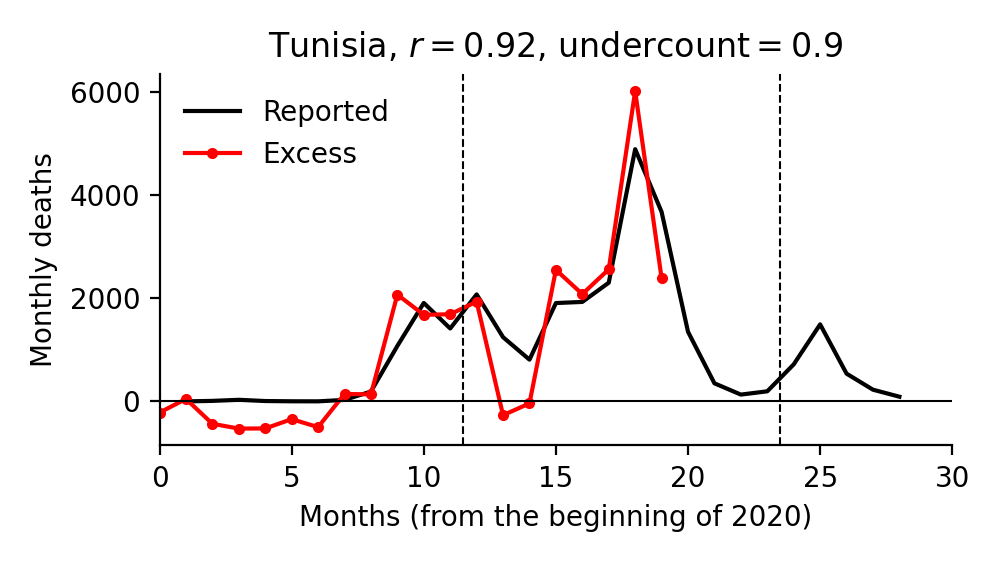 Tunisia, r = 0.92, undercount = 0.9
Monthly deaths
6000
4000
2000
0
Reported
Excess
0 5 10 15 20 25 30
Months (from the beginning of 2020)